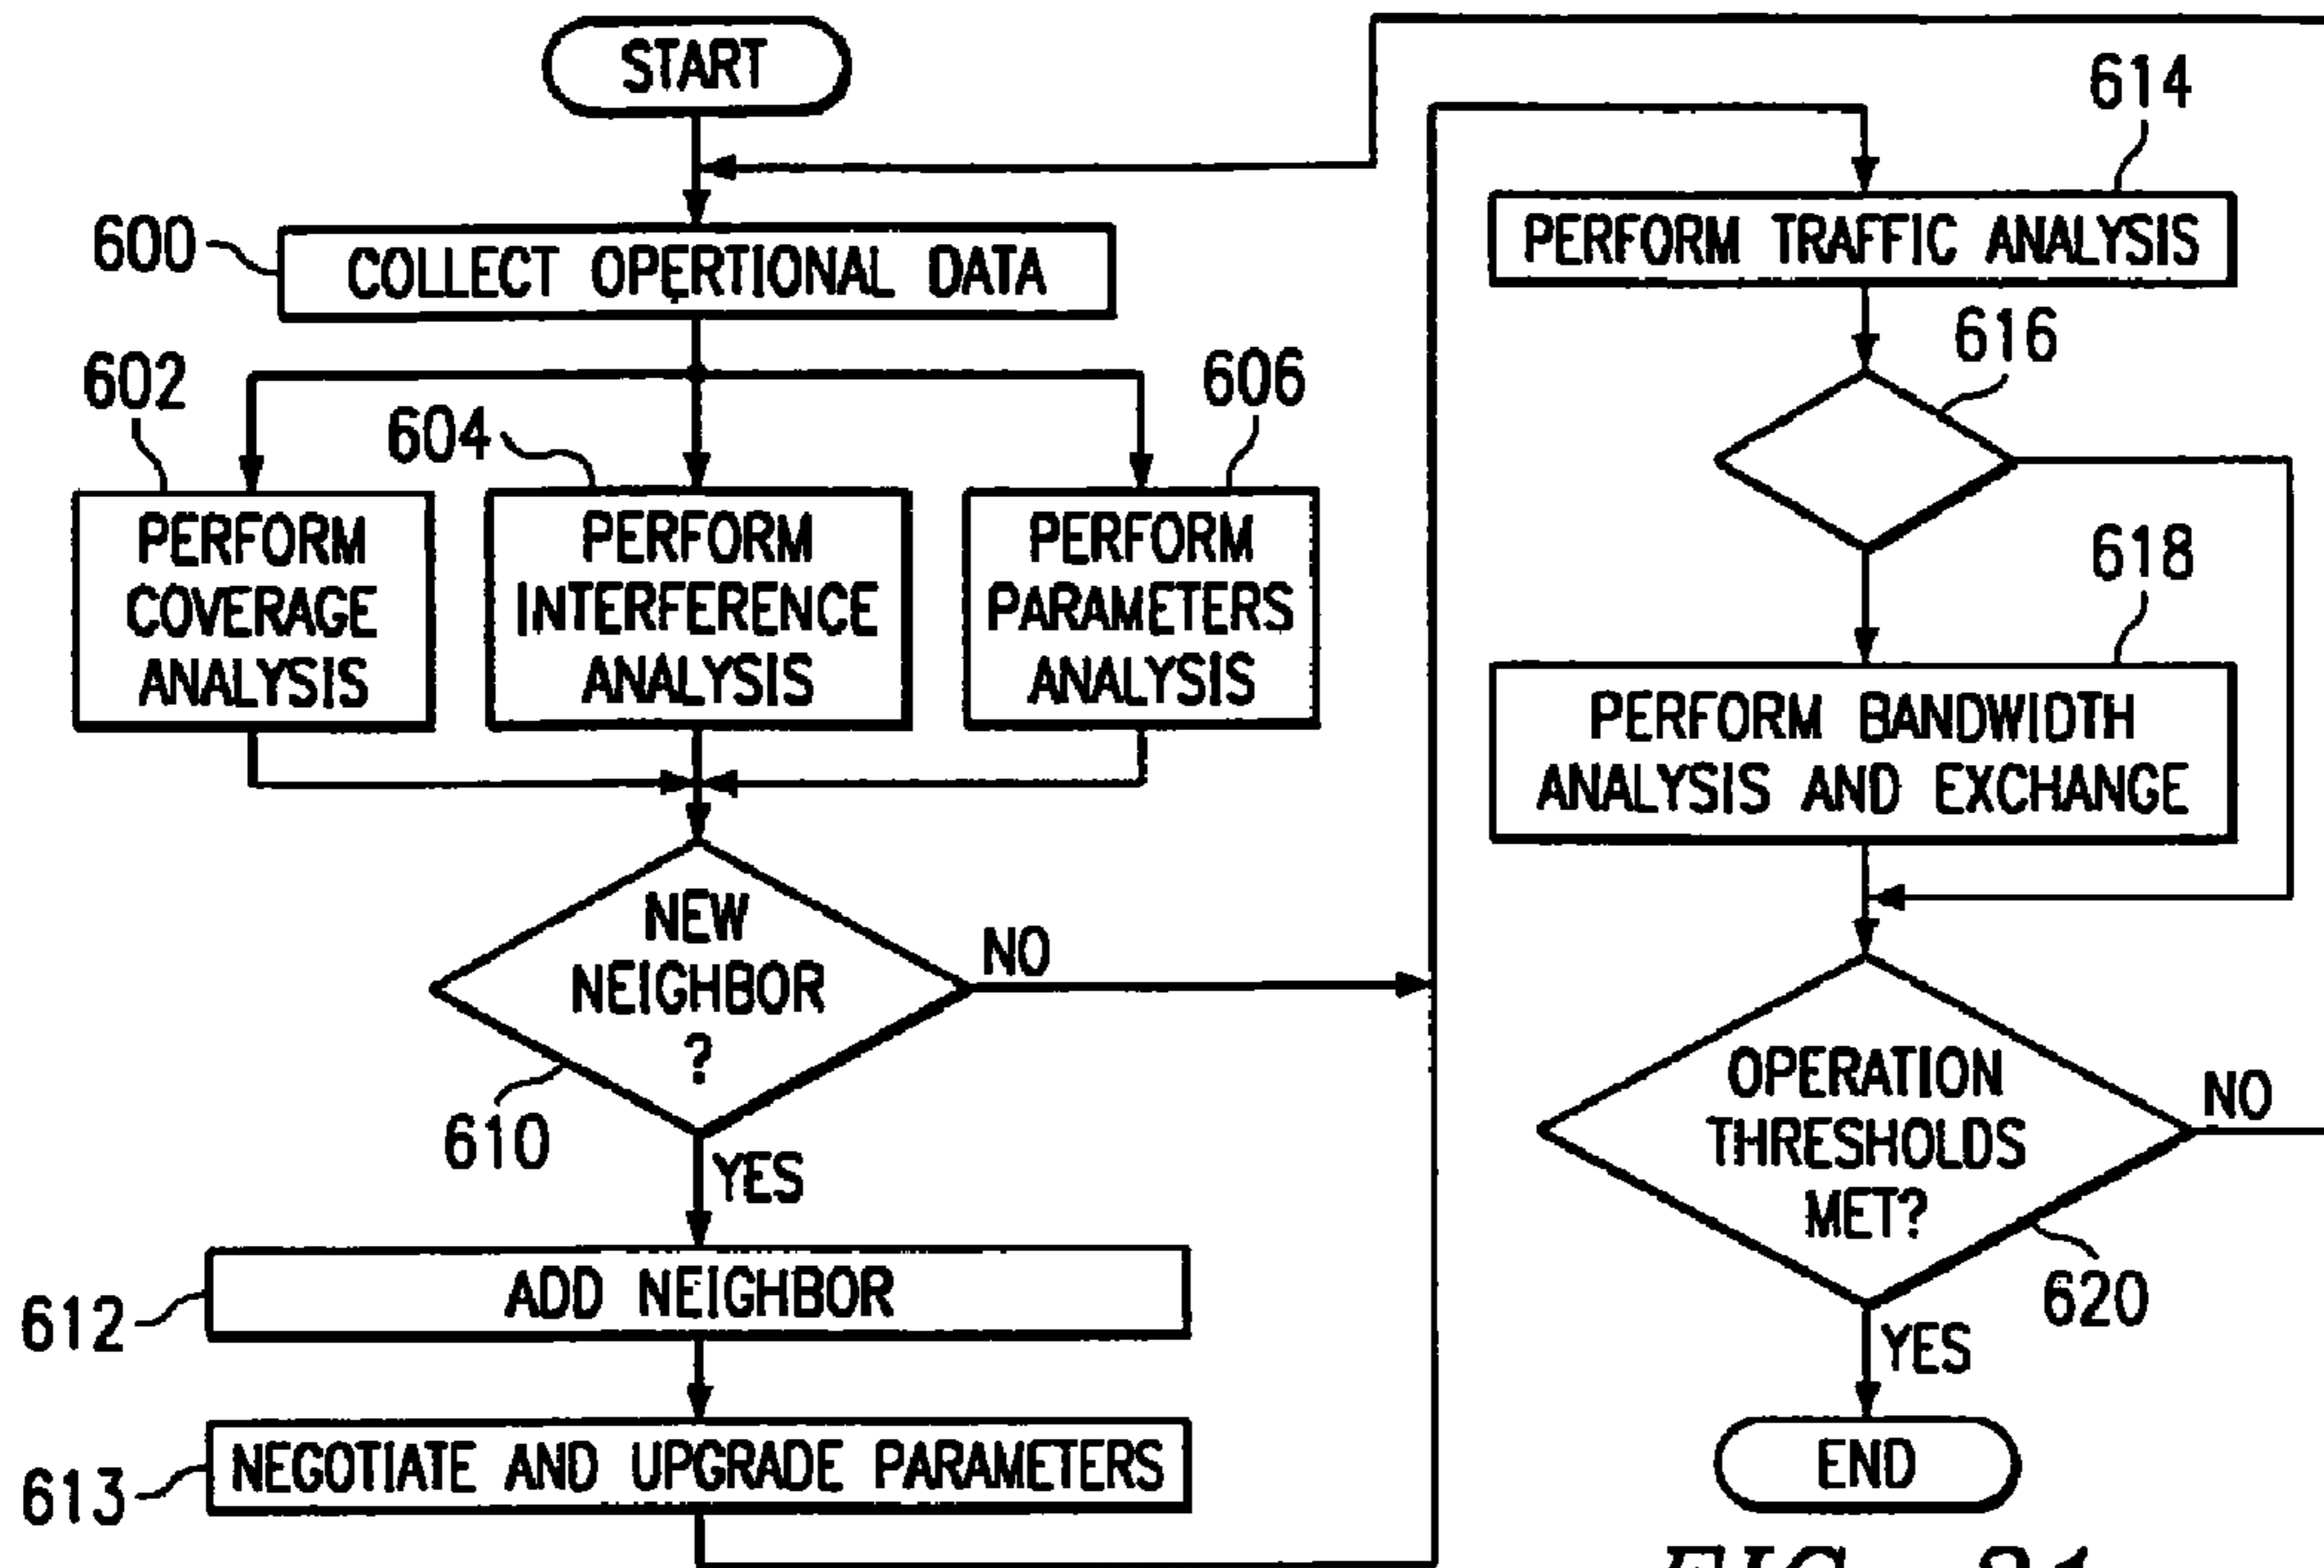 START
600
COLLECT OPERTIONAL DATA
602
604
606
PERFORM
COVERAGE
ANALYSIS
PERFORM
INTERFERENCE
ANALYSIS
PERFORM
PARAMETERS
ANALYSIS
NEW
NEIGHBOR
?
NO
610
YES
612
ADD NEIGHBOR
613
NEGOTIATE AND UPGRADE PARAMETERS
614
PERFORM TRAFFIC ANALYSIS
616
618
PERFORM BANDWIDTH
ANALYSIS AND EXCHANGE
OPERATION
THRESHOLDS
MET?
NO
620
YES
END